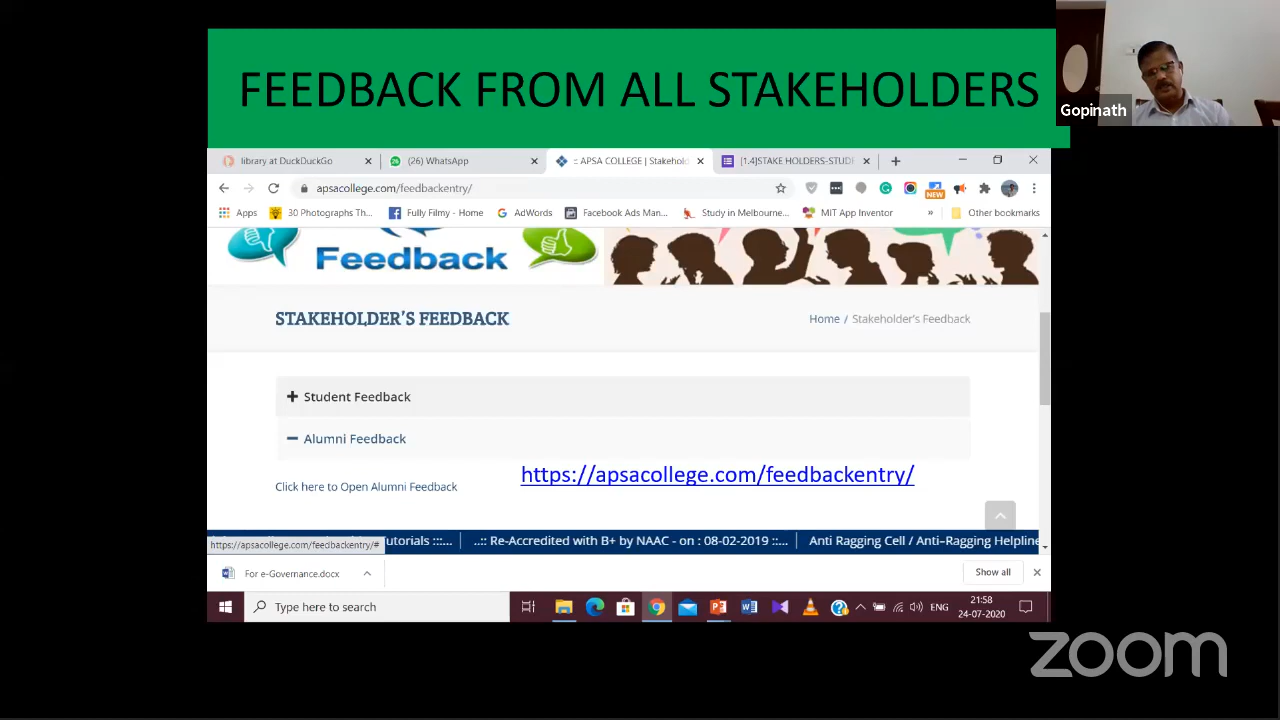 FEEDBACK FROM ALL STAKEHOLDERS
Gopinath
library at DuckDuckGo
(26) WhatsApp
:: APSA COLLEGE | Stakehol
[1.4]STAKE HOLDERS-STUDE
apsacollege.com/feedbackentry/
NEW
Apps
30 Photographs Th...
Fully Filmy - Home
AdWords
Facebook Ads Man...
Study in Melbourne...
MIT App Inventor
»
Other bookmarks
Feedback
STAKEHOLDER'S FEEDBACK
Home / Stakeholder's Feedback
Student Feedback
Alumni Feedback
https://apsacollege.com/feedbackentry/
Click here to Open Alumni Feedback
https://apsacollege.com/feedbackentry/#
utorials :::...
..:: Re-Accredited with B+ by NAAC - on : 08-02-2019 ::...
Anti Ragging Cell / Anti–Ragging Helpline
For e-Governance.docx
Show all
Type here to search
ENG
21:58
24-07-2020
zoom